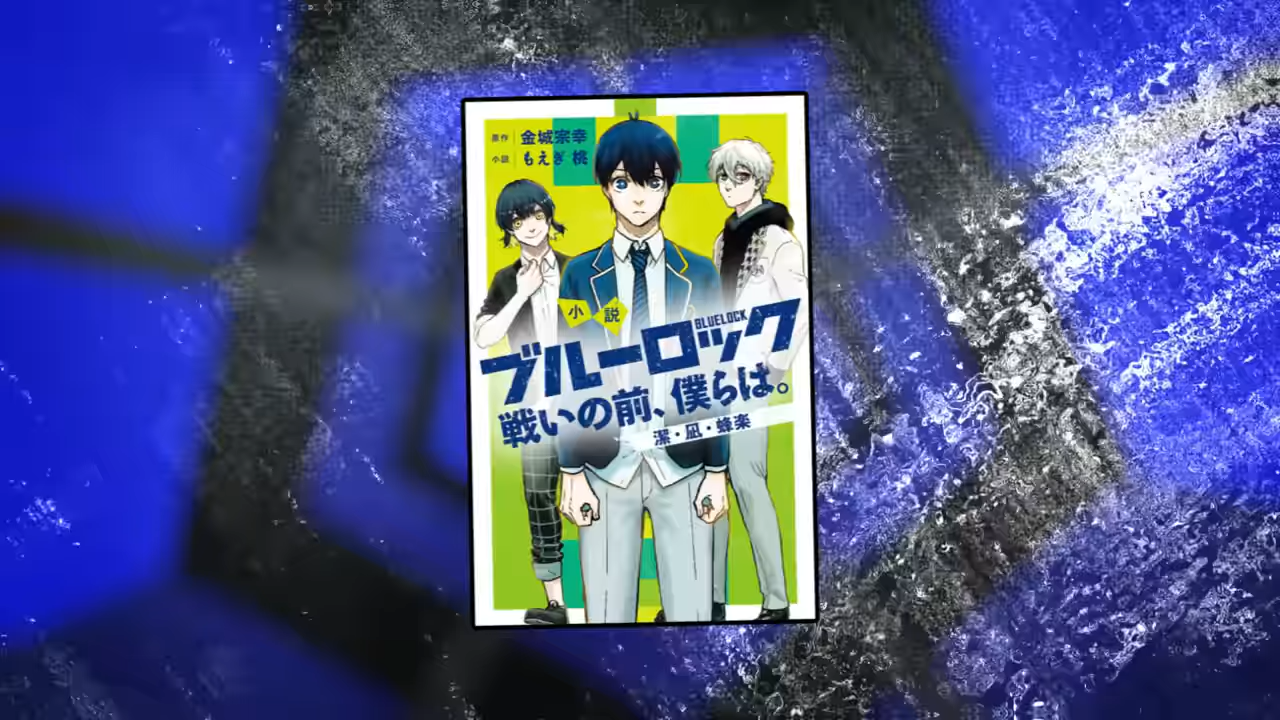 原作 金城宗幸
小説 もえぎ 桃
小説
BLUELOCK
ブルーロック
戦いの前、僕らは。
潔・凪・蜂楽